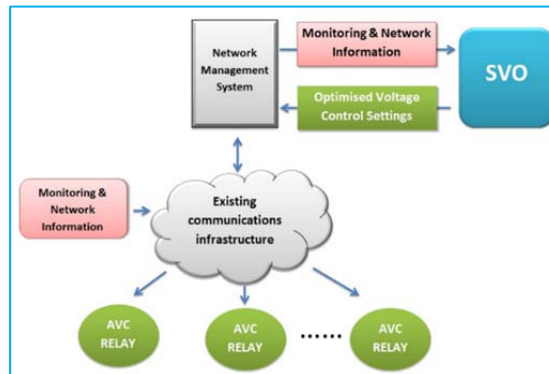 Network
Management
System
Monitoring & Network
Information
SVO
Optimised Voltage
Control Settings
Monitoring &
Network
Information
Existing
communications
infrastructure
AVC
RELAY
AVC
RELAY
......
AVC
RELAY